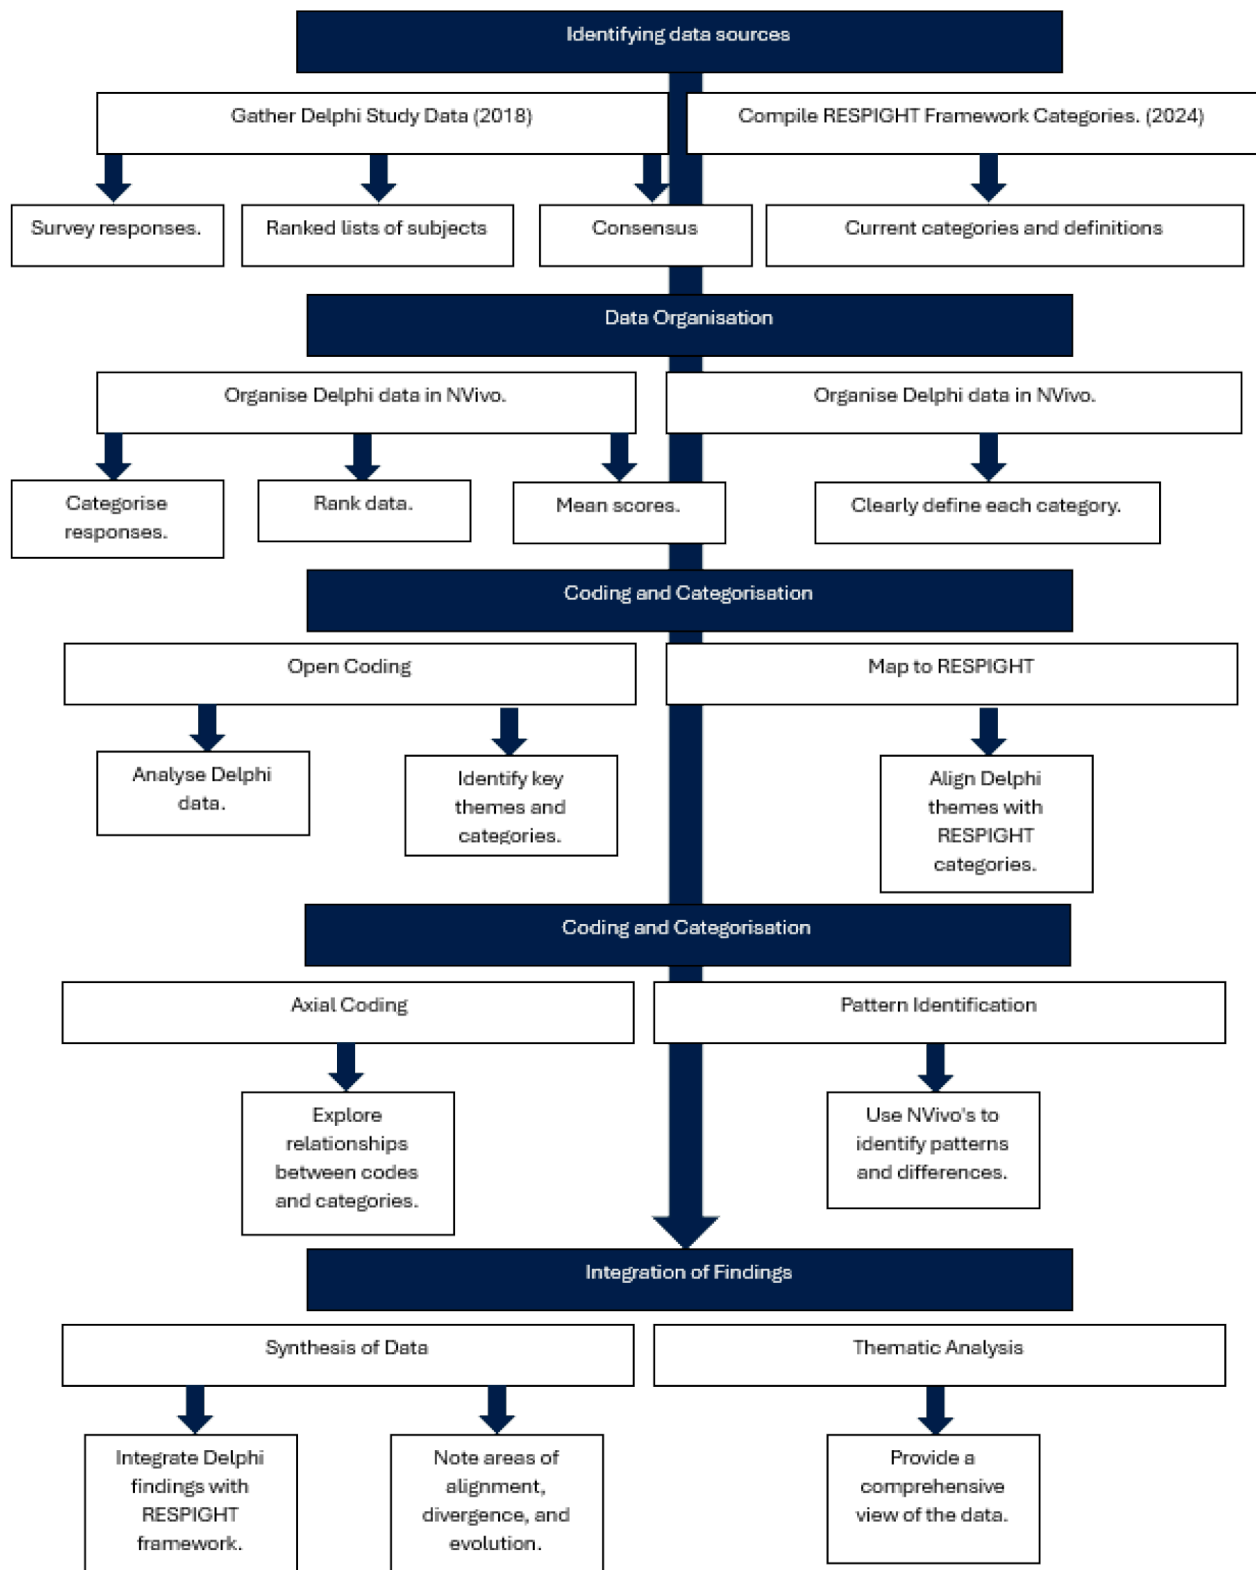 Identifying data sources
Gather Delphi Study Data (2018)
Compile RESPIGHT Framework Categories. (2024)
Survey responses.
Ranked lists of subjects
Consensus
Current categories and definitions
Data Organisation
Organise Delphi data in NVivo.
Organise Delphi data in NVivo.
Categorise
responses.
Rank data.
Mean scores.
Clearly define each category.
Coding and Categorisation
Open Coding
Map to RESPIGHT
Analyse Delphi
data.
Identify key
themes and
categories.
Align Delphi
themes with
RESPIGHT
categories.
Coding and Categorisation
Axial Coding
Pattern Identification
Explore
relationships
between codes
and categories.
Use NVivo's to
identify patterns
and differences.
Integration of Findings
Synthesis of Data
Thematic Analysis
Integrate Delphi
findings with
RESPIGHT
framework.
Note areas of
alignment,
divergence, and
evolution.
Provide a
comprehensive
view of the data.